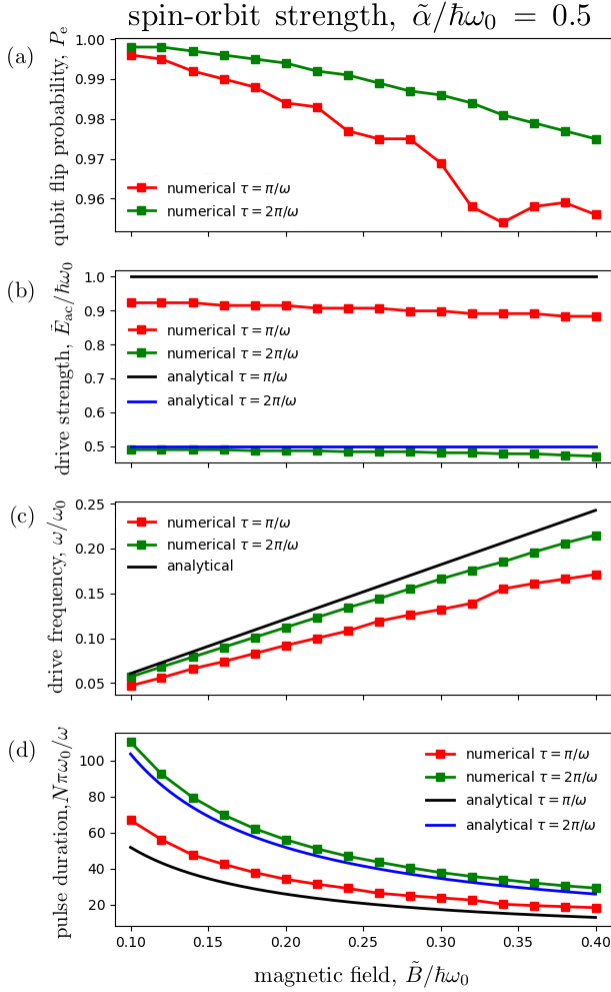 spin-orbit strength, α̃/ħω₀ = 0.5
(a)
qubit flip probability, Pₑ
1.00
0.99
0.98
0.97
0.96
numerical τ = π/ω
numerical τ = 2π/ω
(b)
drive strength, Ẽ_ac/ħω₀
1.0
0.9
0.8
0.7
0.6
0.5
numerical τ = π/ω
numerical τ = 2π/ω
analytical τ = π/ω
analytical τ = 2π/ω
(c)
drive frequency, ω/ω₀
0.25
0.20
0.15
0.10
0.05
numerical τ = π/ω
numerical τ = 2π/ω
analytical
(d)
pulse duration, Nπω₀/ω
100
80
60
40
20
numerical τ = π/ω
numerical τ = 2π/ω
analytical τ = π/ω
analytical τ = 2π/ω
0.10 0.15 0.20 0.25 0.30 0.35 0.40
magnetic field, B̃/ħω₀